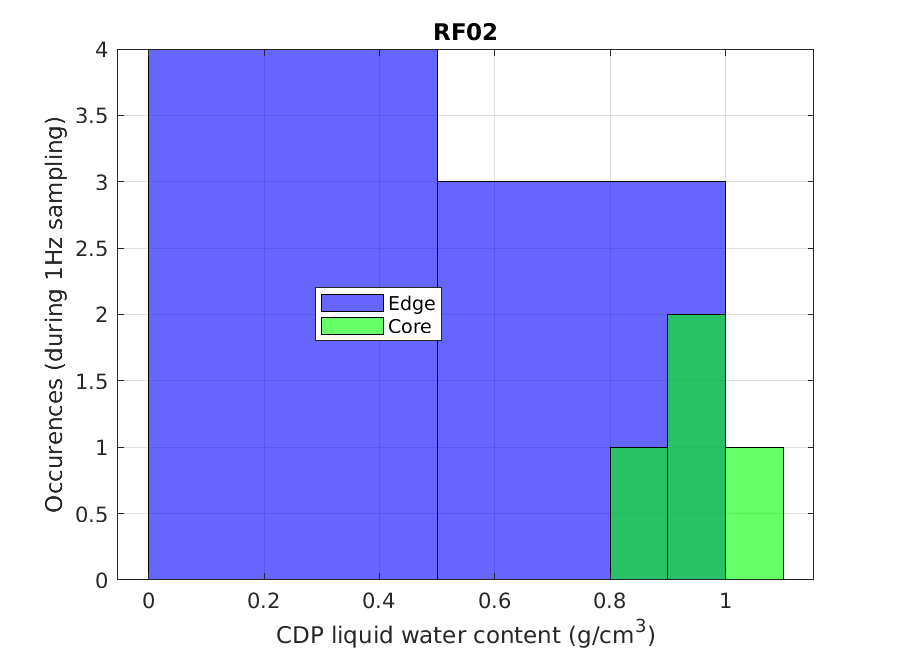 RF02
Occurences (during 1Hz sampling)
4
3.5
3
2.5
2
1.5
1
0.5
0
Edge
Core
0 0.2 0.4 0.6 0.8 1
CDP liquid water content (g/cm³)